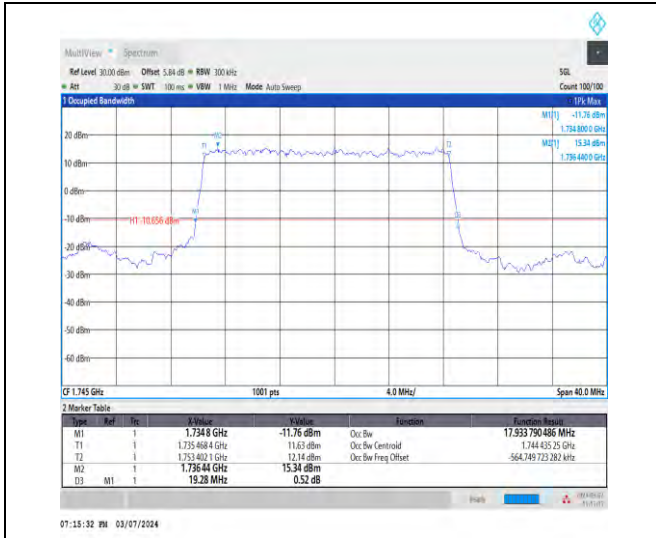 MultiView Spectrum
Ref Level 30.00 dBm Offset 5.84 dB RBW 300 kHz SGL
Att 30 dB SWT 100 ms VBW 1 MHz Mode Auto Sweep Count 100/100
1 Occupied Bandwidth 1Pk Max
M1[1] -11.76 dBm
1.734 800 0 GHz
20 dBm M2 T2 M2[1] 15.34 dBm
T1 1.736 440 0 GHz
10 dBm
0 dBm
M1
-10 dBm H1 -10.656 dBm D3
-20 dBm
-30 dBm
-40 dBm
-50 dBm
-60 dBm
CF 1.745 GHz 1001 pts 4.0 MHz/ Span 40.0 MHz
2 Marker Table
Type Ref Trc X-Value Y-Value Function Function Result
M1 1 1.734 8 GHz -11.76 dBm Occ Bw 17.933 790 486 MHz
T1 1 1.735 468 4 GHz 11.63 dBm Occ Bw Centroid 1.744 435 25 GHz
T2 1 1.753 402 1 GHz 12.14 dBm Occ Bw Freq Offset -564.749 723 282 kHz
M2 1 1.736 44 GHz 15.34 dBm
D3 M1 1 19.28 MHz 0.52 dB
07:15:32 PM 03/07/2024